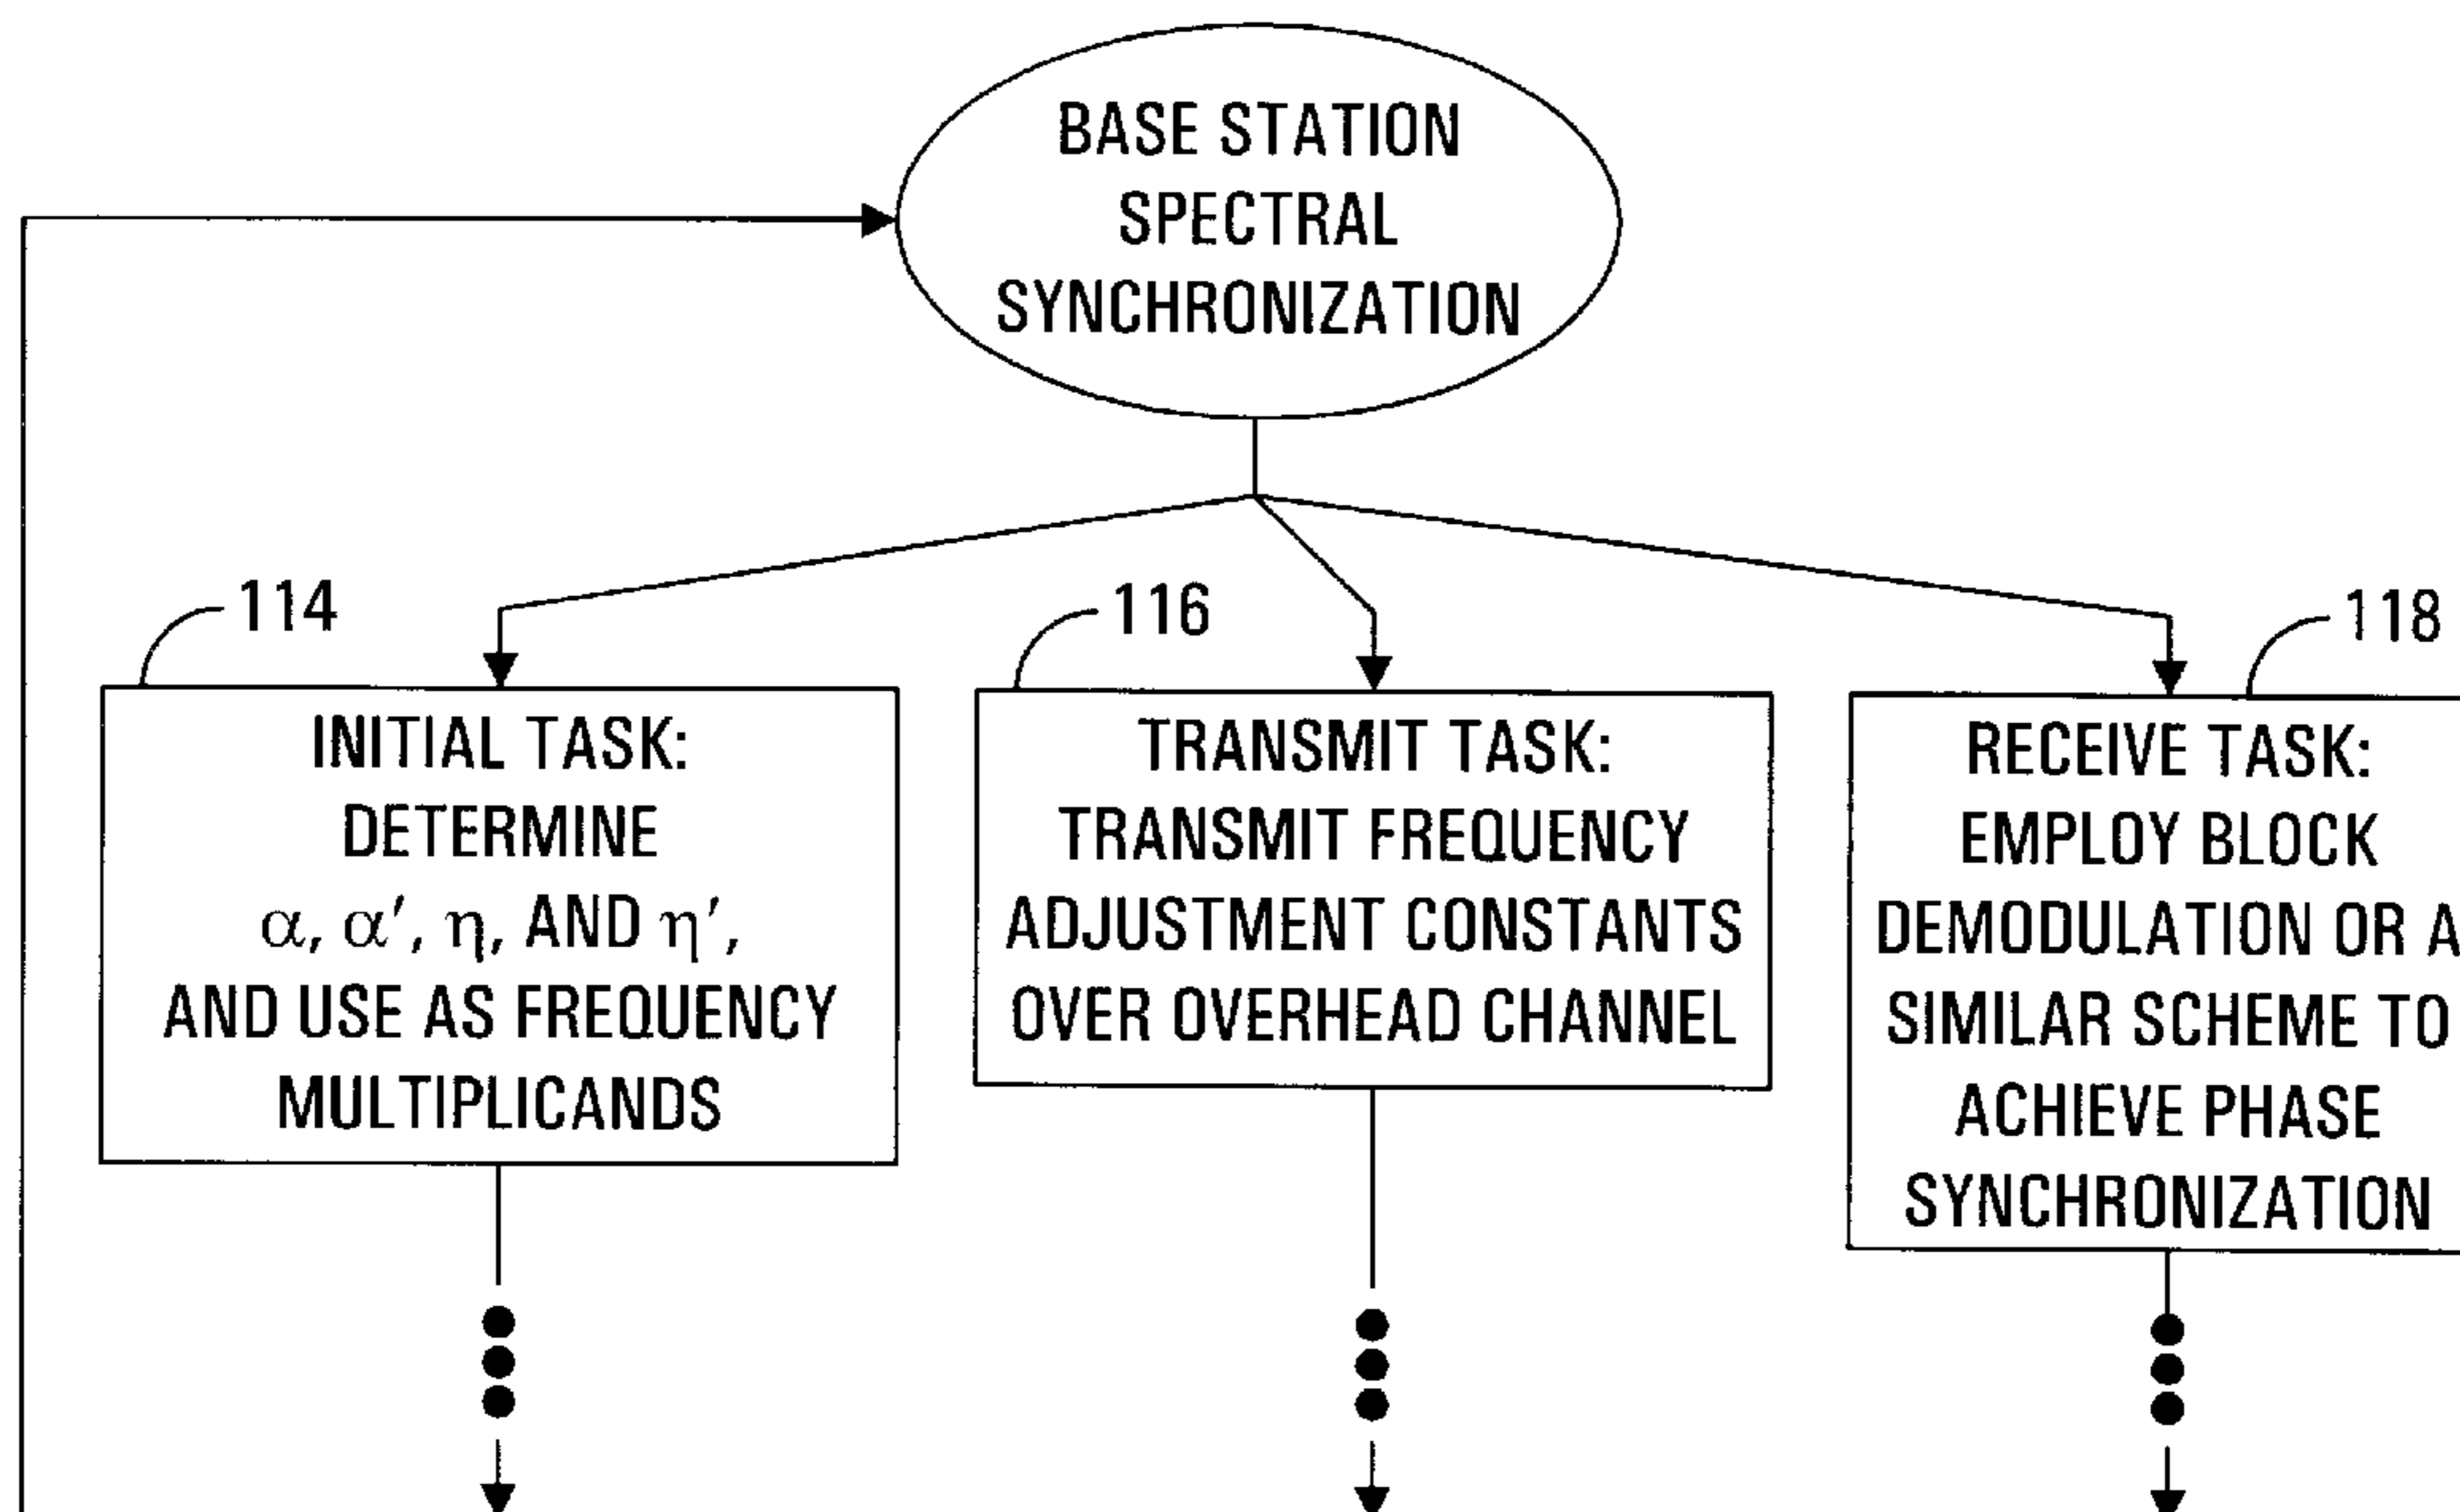 BASE STATION
SPECTRAL
SYNCHRONIZATION
114
INITIAL TASK:
DETERMINE
α, α′, η, AND η′,
AND USE AS FREQUENCY
MULTIPLICANDS
116
TRANSMIT TASK:
TRANSMIT FREQUENCY
ADJUSTMENT CONSTANTS
OVER OVERHEAD CHANNEL
118
RECEIVE TASK:
EMPLOY BLOCK
DEMODULATION OR A
SIMILAR SCHEME TO
ACHIEVE PHASE
SYNCHRONIZATION